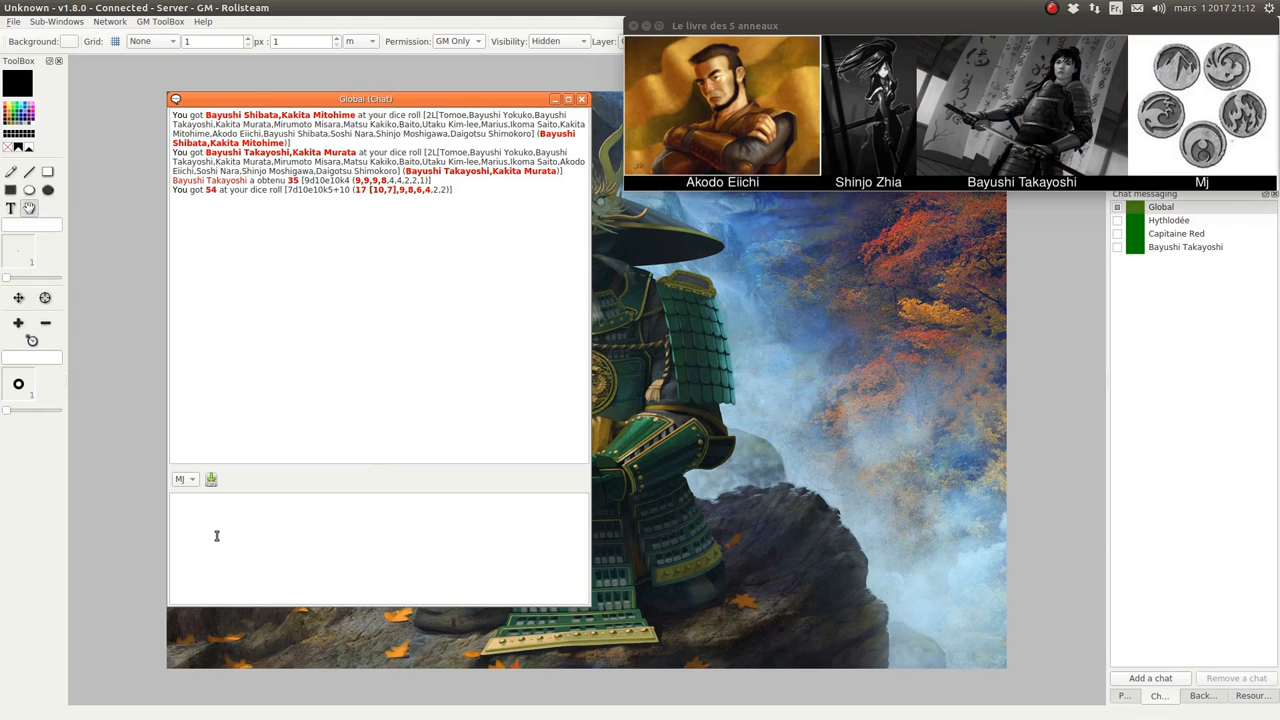 Unknown - v1.8.0 - Connected - Server - GM - Rolisteam
Fr
mars 1 2017 21:12
File Sub-Windows Network GM ToolBox Help
Background: Grid: None 1 px : 1 m Permission: GM Only Visibility: Hidden Layer:
Le livre des 5 anneaux
Akodo Eiichi Shinjo Zhia Bayushi Takayoshi Mj
ToolBox
T
1
1
Global (Chat)
You got Bayushi Shibata,Kakita Mitohime at your dice roll [2L[Tomoe,Bayushi Yokuko,Bayushi
Takayoshi,Kakita Murata,Mirumoto Misara,Matsu Kakiko,Baito,Utaku Kim-lee,Marius,Ikoma Saito,Kakita
Mitohime,Akodo Eiichi,Bayushi Shibata,Soshi Nara,Shinjo Moshigawa,Daigotsu Shimokoro] (Bayushi
Shibata,Kakita Mitohime)]
You got Bayushi Takayoshi,Kakita Murata at your dice roll [2L[Tomoe,Bayushi Yokuko,Bayushi
Takayoshi,Kakita Murata,Mirumoto Misara,Matsu Kakiko,Baito,Utaku Kim-lee,Marius,Ikoma Saito,Akodo
Eiichi,Bayushi Shibata,Soshi Nara,Shinjo Moshigawa,Daigotsu Shimokoro] (Bayushi Takayoshi,Kakita Murata)]
Bayushi Takayoshi a obtenu 35 [9d10e10k4 (9,9,9,8,4,4,2,2,1)]
You got 54 at your dice roll [7d10e10k5+10 (17 [10,7],9,8,6,4,2,2)]
MJ
Chat messaging
Global
Hythlodée
Capitaine Red
Bayushi Takayoshi
Add a chat Remove a chat
P... Ch... Back... Resour...